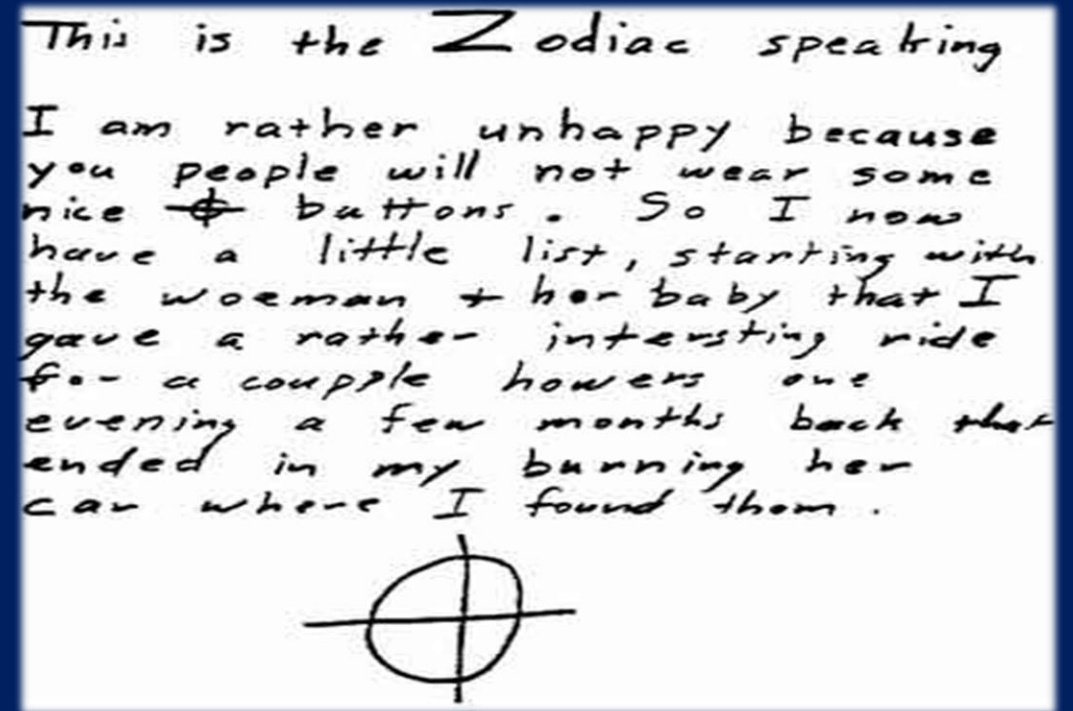 This is the Zodiac speaking
I am rather unhappy because
you people will not wear some
nice ⌖ buttons. So I now
have a little list, starting with
the woeman + her baby that I
gave a rather intersting ride
for a coupple howers one
evening a few months back that
ended in my burning her
car where I found them.